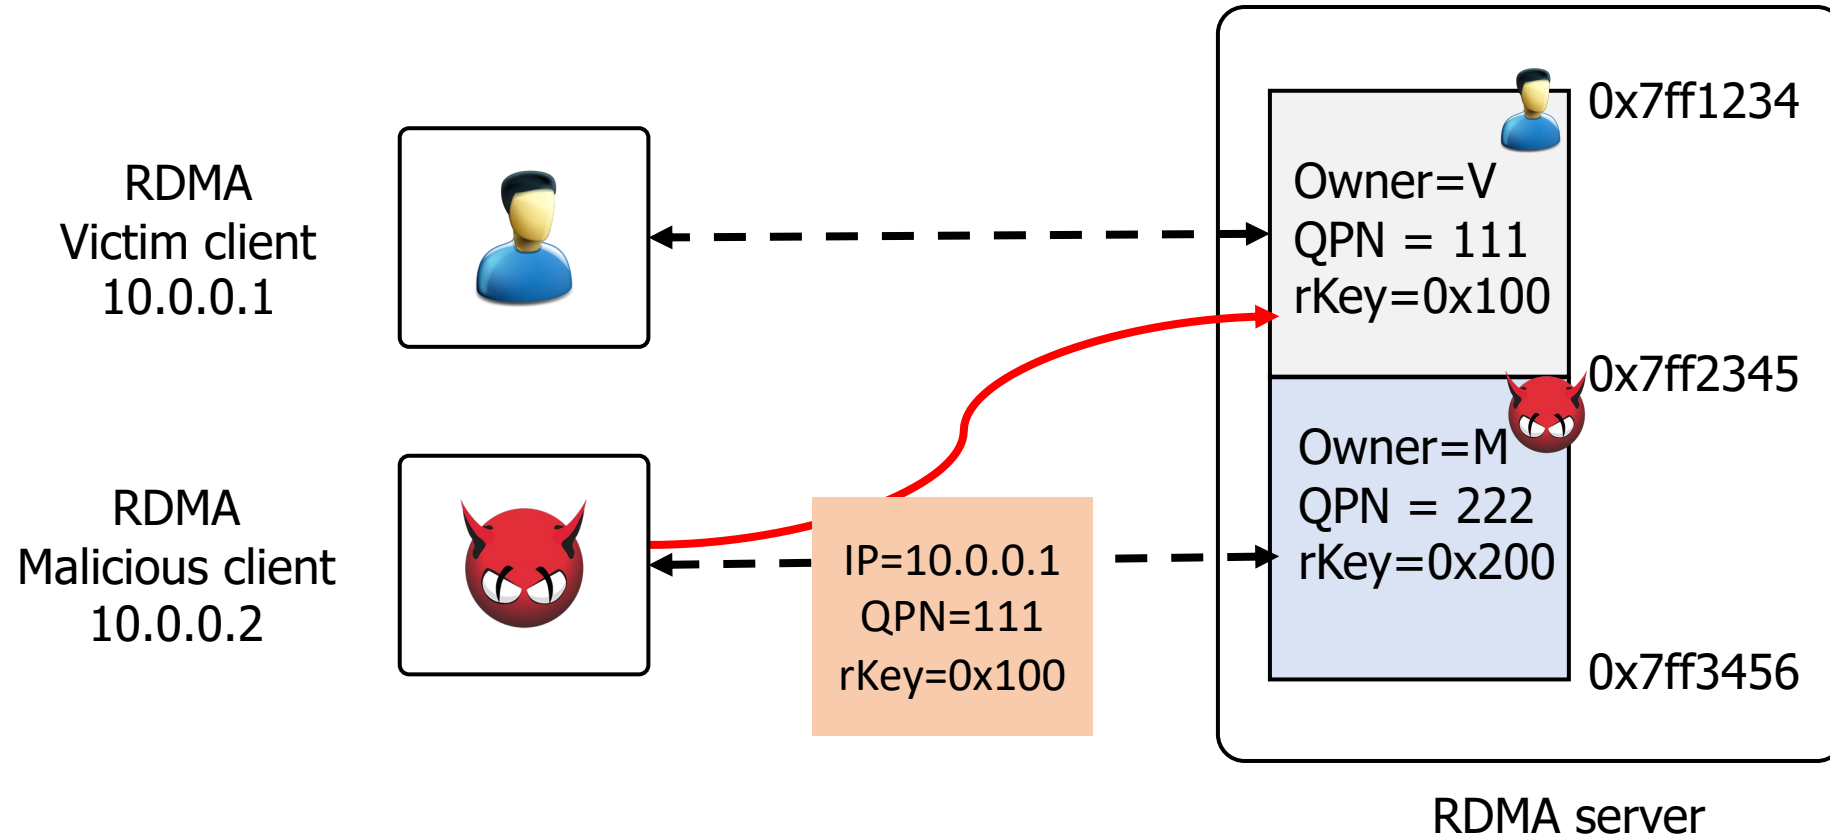 RDMA
Victim client
10.0.0.1
RDMA
Malicious client
10.0.0.2
IP=10.0.0.1
QPN=111
rKey=0x100
Owner=V
QPN = 111
rKey=0x100
Owner=M
QPN = 222
rKey=0x200
0x7ff1234
0x7ff2345
0x7ff3456
RDMA server